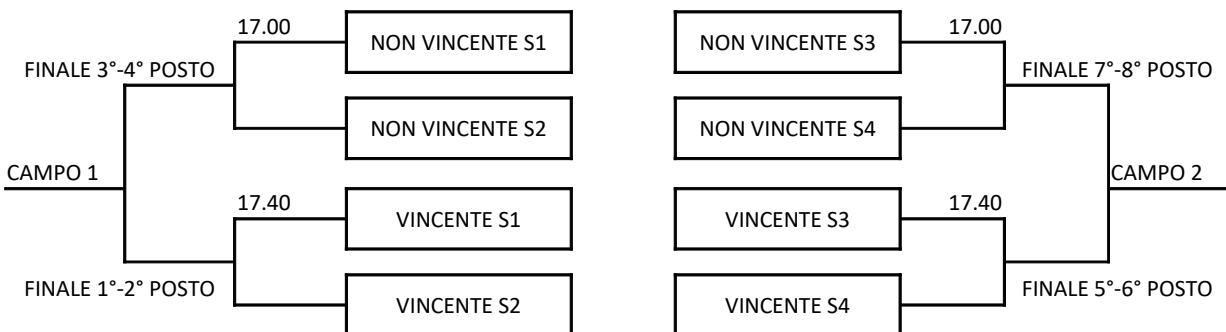 17.00
NON VINCENTE S1
FINALE 3°-4° POSTO
NON VINCENTE S2
CAMPO 1
17.40
VINCENTE S1
FINALE 1°-2° POSTO
VINCENTE S2
NON VINCENTE S3
17.00
FINALE 7°-8° POSTO
NON VINCENTE S4
CAMPO 2
VINCENTE S3
17.40
FINALE 5°-6° POSTO
VINCENTE S4